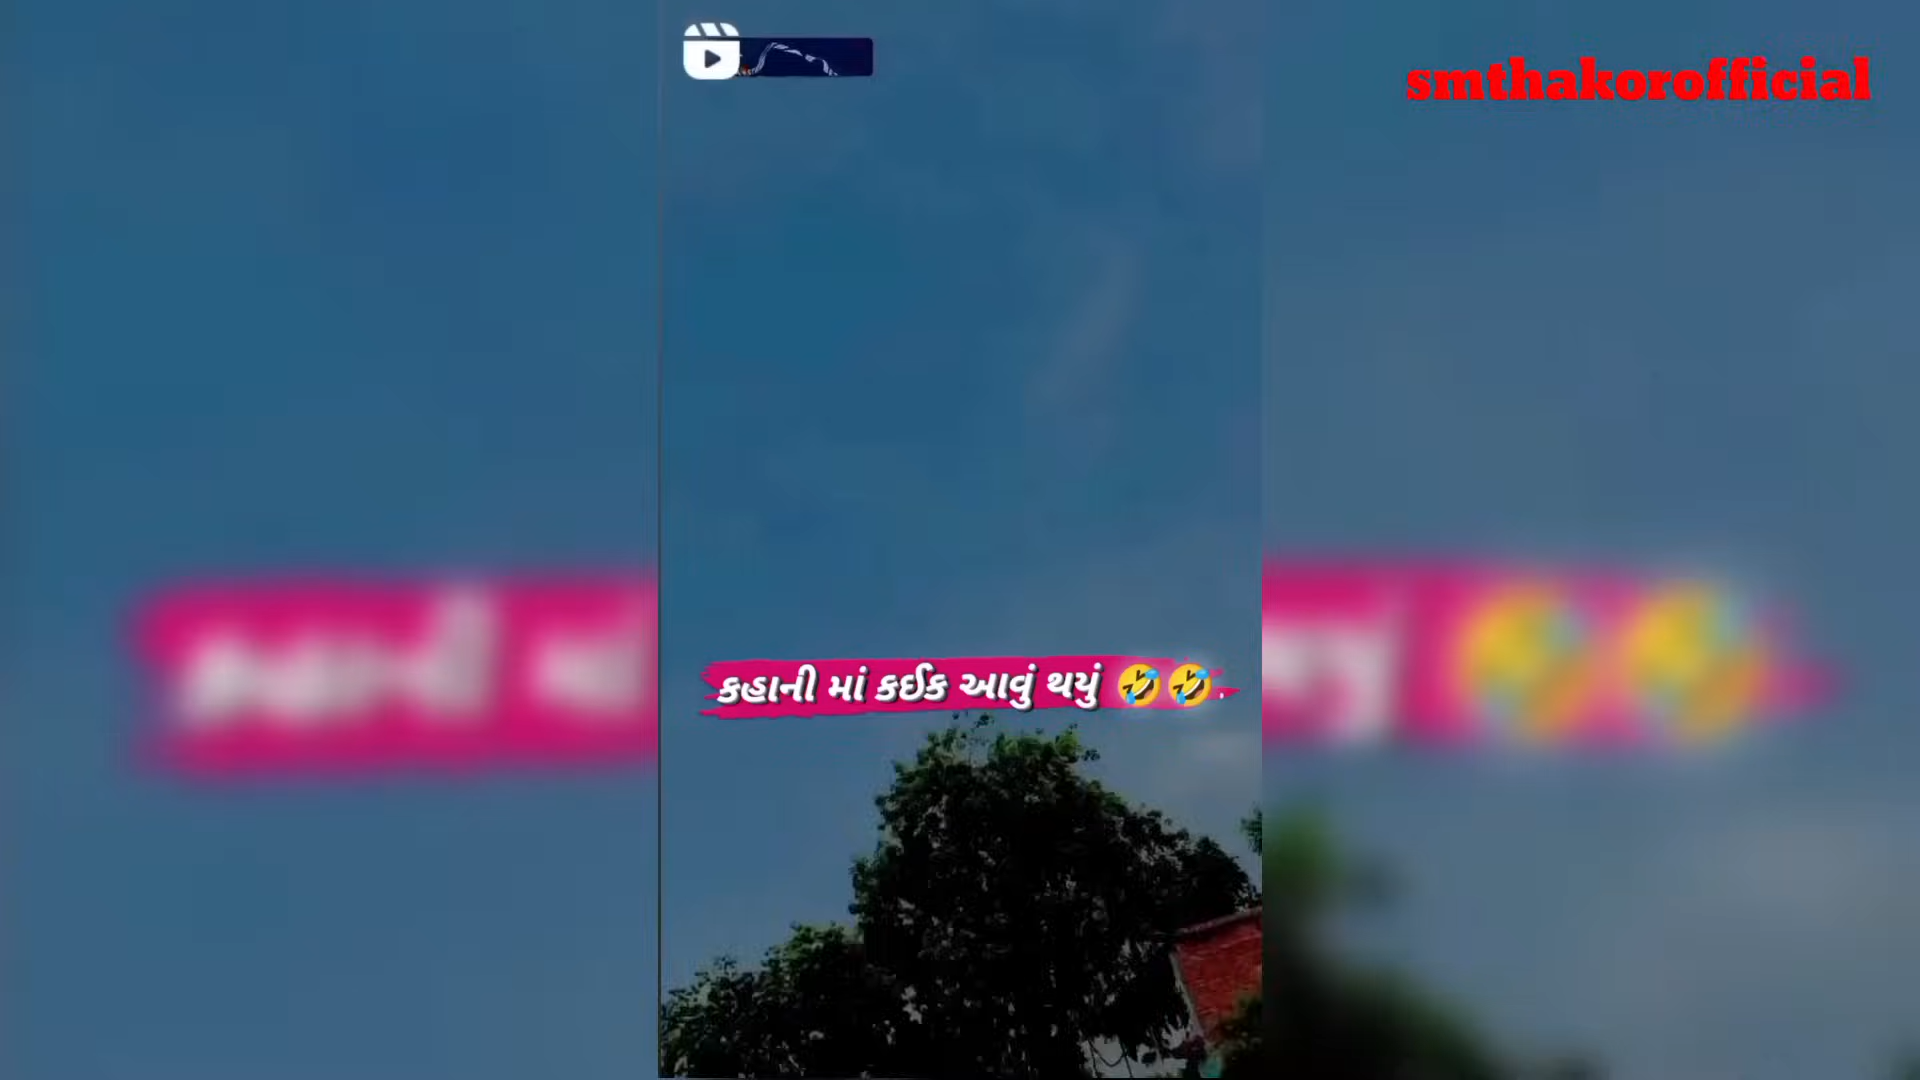 smthakorofficial
કહાની માં કઈક આવું થયું 🤣🤣.